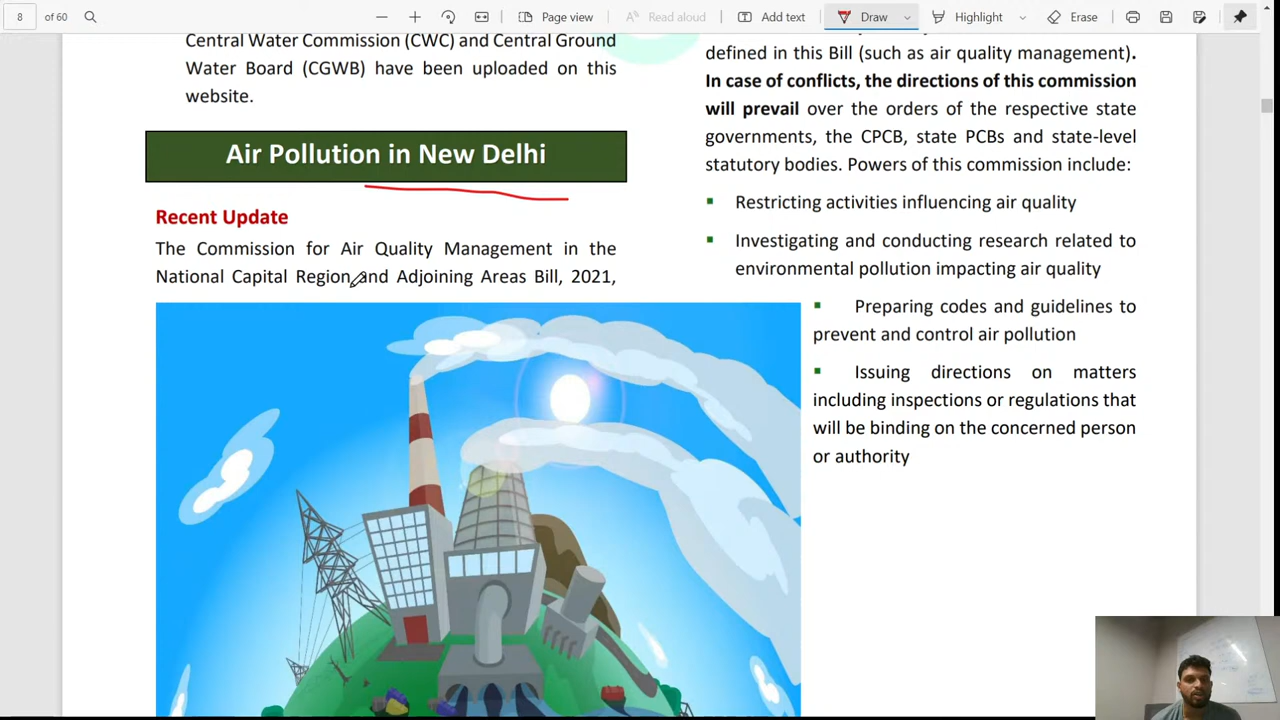 8 of 60
Page view
Read aloud
Add text
Draw
Highlight
Erase
Central Water Commission (CWC) and Central Ground
Water Board (CGWB) have been uploaded on this
website.
Air Pollution in New Delhi
Recent Update
The Commission for Air Quality Management in the
National Capital Region and Adjoining Areas Bill, 2021,
defined in this Bill (such as air quality management).
In case of conflicts, the directions of this commission
will prevail over the orders of the respective state
governments, the CPCB, state PCBs and state-level
statutory bodies. Powers of this commission include:
▪ Restricting activities influencing air quality
▪ Investigating and conducting research related to
environmental pollution impacting air quality
▪ Preparing codes and guidelines to
prevent and control air pollution
▪ Issuing directions on matters
including inspections or regulations that
will be binding on the concerned person
or authority